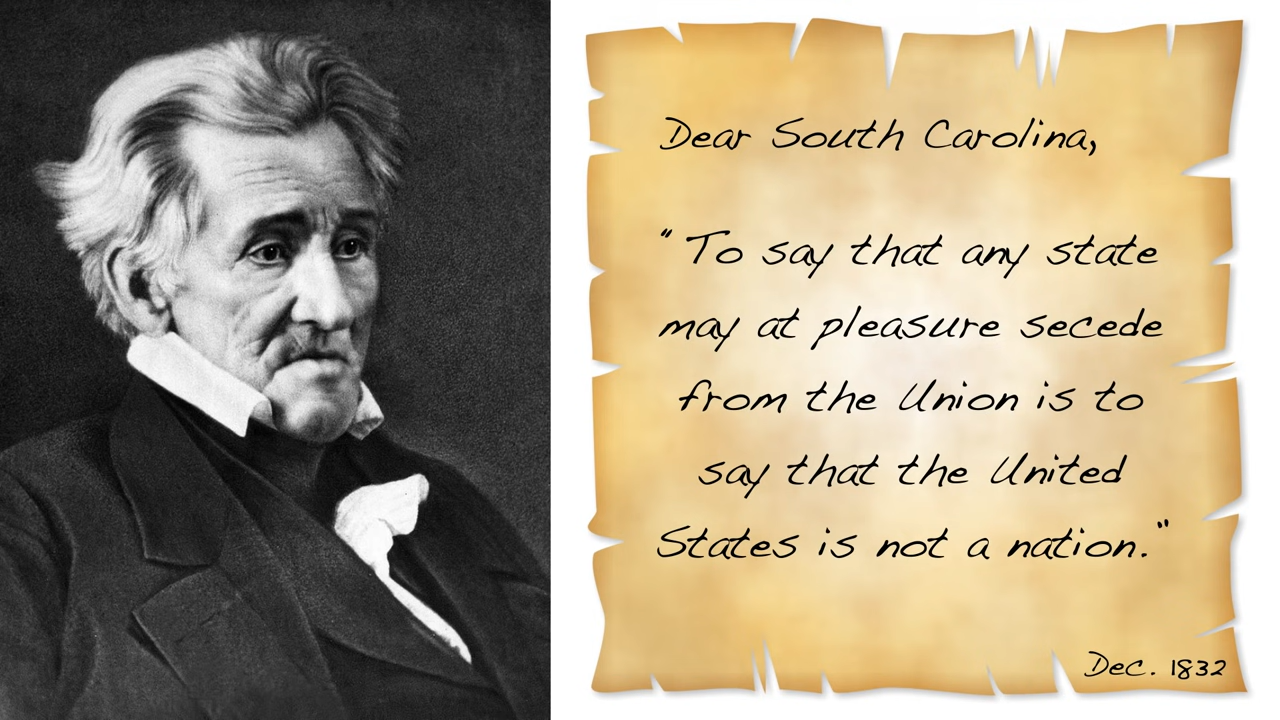 Dear South Carolina,
"To say that any state
may at pleasure secede
from the Union is to
say that the United
States is not a nation."
Dec. 1832